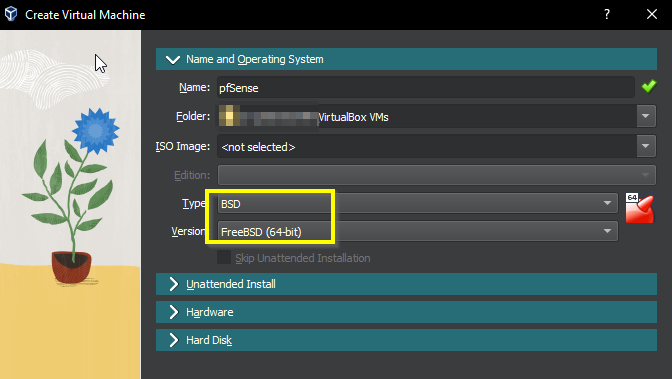 Create Virtual Machine
Name and Operating System
Name: pfSense
Folder: VirtualBox VMs
ISO Image: <not selected>
Edition:
Type: BSD
64
Version: FreeBSD (64-bit)
Skip Unattended Installation
Unattended Install
Hardware
Hard Disk